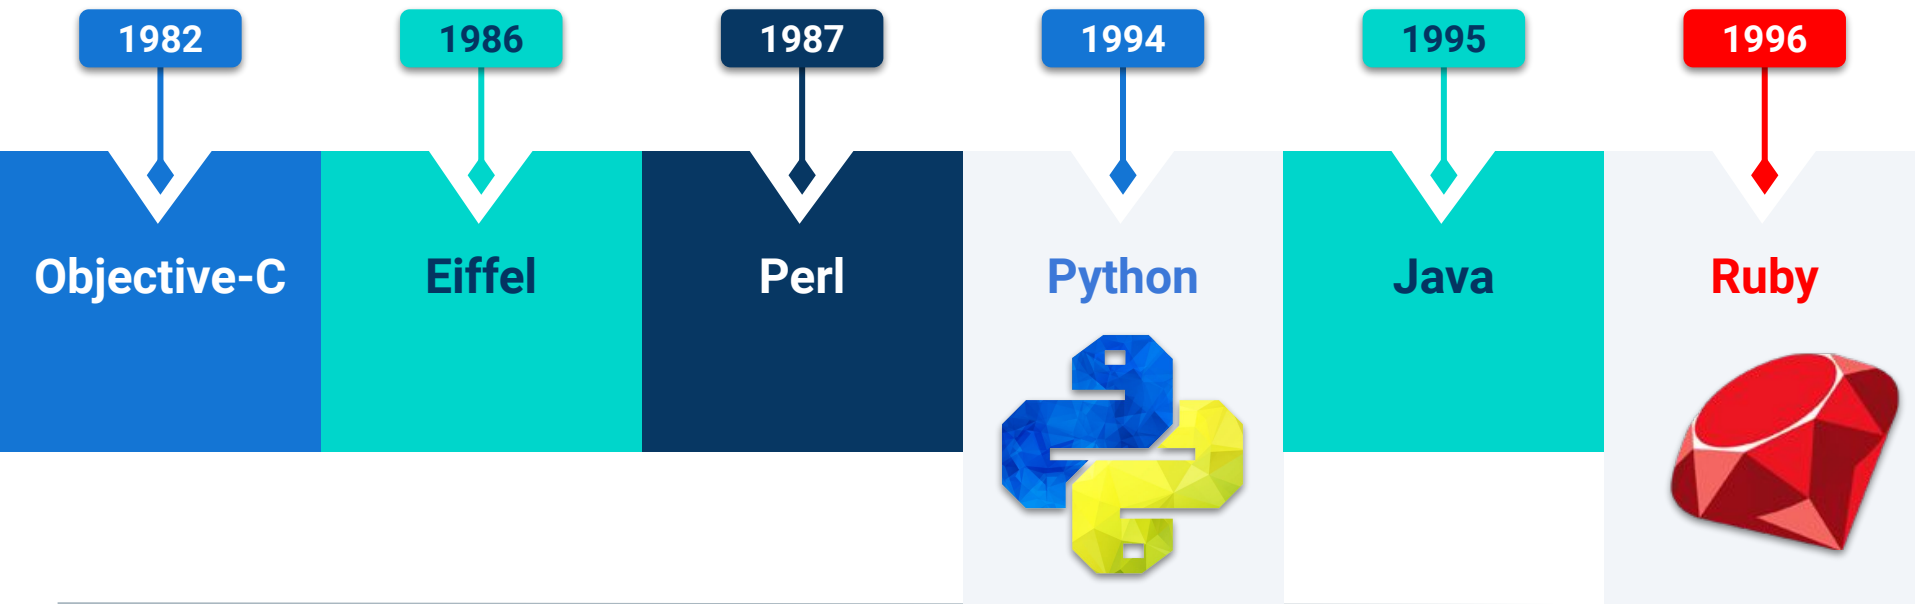 1982
1986
1987
1994
1995
1996
Objective-C
Eiffel
Perl
Python
Java
Ruby